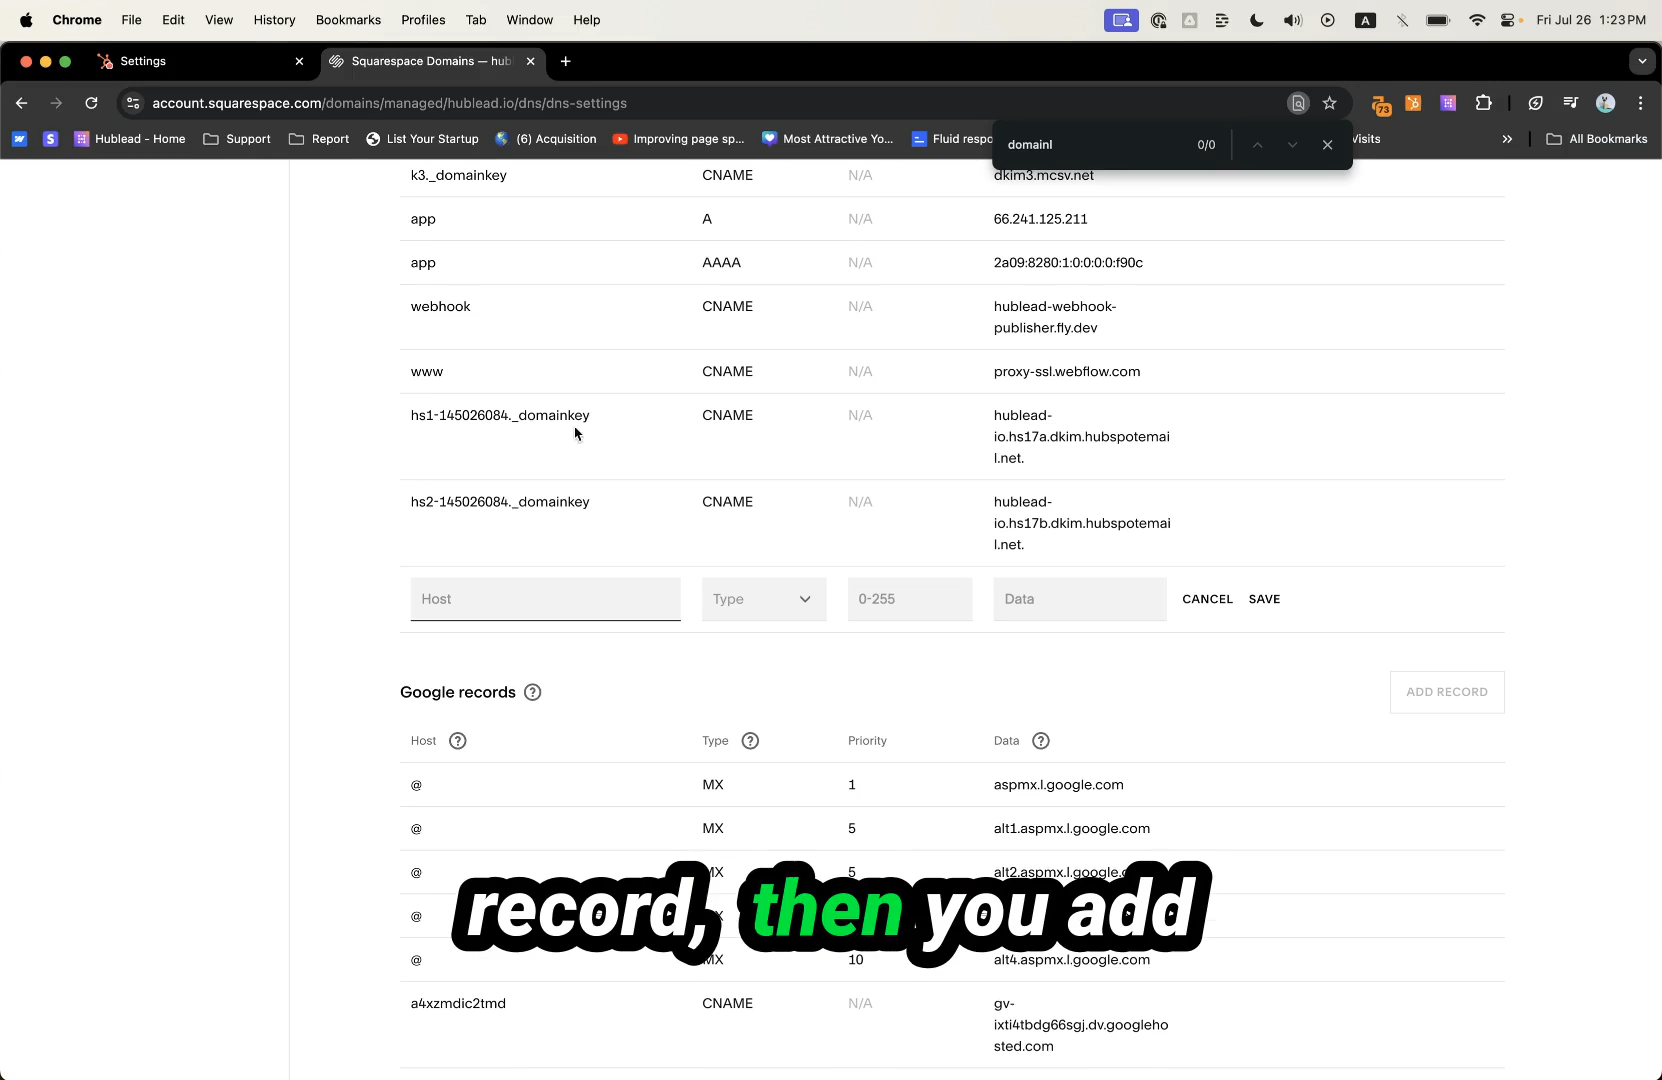 Chrome File Edit View History Bookmarks Profiles Tab Window Help A Fri Jul 26 1:23 PM
Settings Squarespace Domains — hub
account.squarespace.com/domains/managed/hublead.io/dns/dns-settings 73
Hublead - Home Support Report List Your Startup (6) Acquisition Improving page sp... Most Attractive Yo... Fluid respo Visits All Bookmarks
domainl 0/0
k3._domainkey CNAME N/A dkim3.mcsv.net
app A N/A 66.241.125.211
app AAAA N/A 2a09:8280:1:0:0:0:0:f90c
webhook CNAME N/A hublead-webhook-
publisher.fly.dev
www CNAME N/A proxy-ssl.webflow.com
hs1-145026084._domainkey CNAME N/A hublead-
io.hs17a.dkim.hubspotemai
l.net.
hs2-145026084._domainkey CNAME N/A hublead-
io.hs17b.dkim.hubspotemai
l.net.
Host Type 0-255 Data CANCEL SAVE
Google records ADD RECORD
Host Type Priority Data
@ MX 1 aspmx.l.google.com
@ MX 5 alt1.aspmx.l.google.com
@ MX 5 alt2.aspmx.l.google.c
record, then you add
@
@ MX 10 alt4.aspmx.l.google.com
a4xzmdic2tmd CNAME N/A gv-
ixti4tbdg66sgj.dv.googleho
sted.com